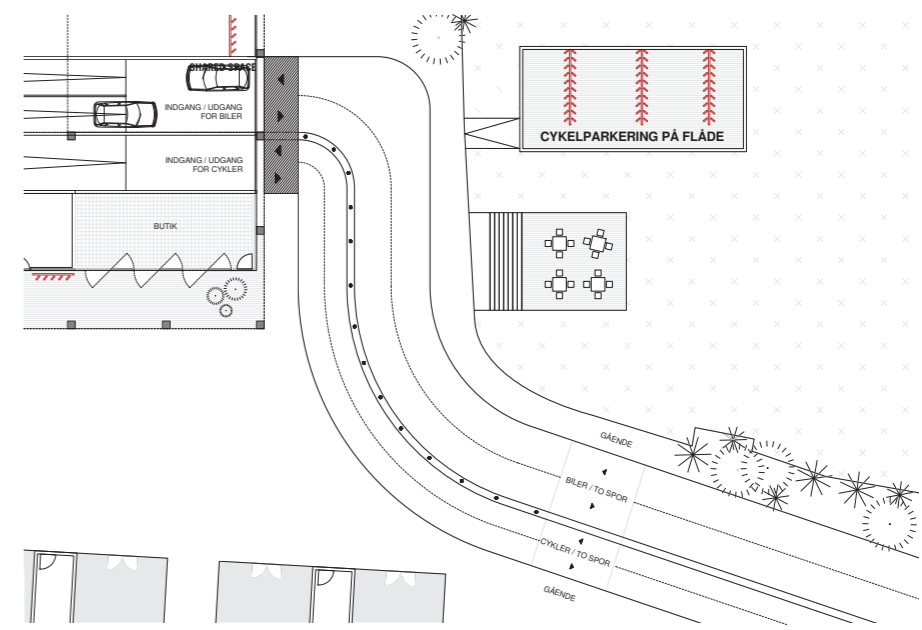 SHARED SPACE
INDGANG / UDGANG
FOR BILER
CYKELPARKERING PÅ FLÅDE
INDGANG / UDGANG
FOR CYKLER
BUTIK
GÅENDE
BILER / TO SPOR
CYKLER / TO SPOR
GÅENDE